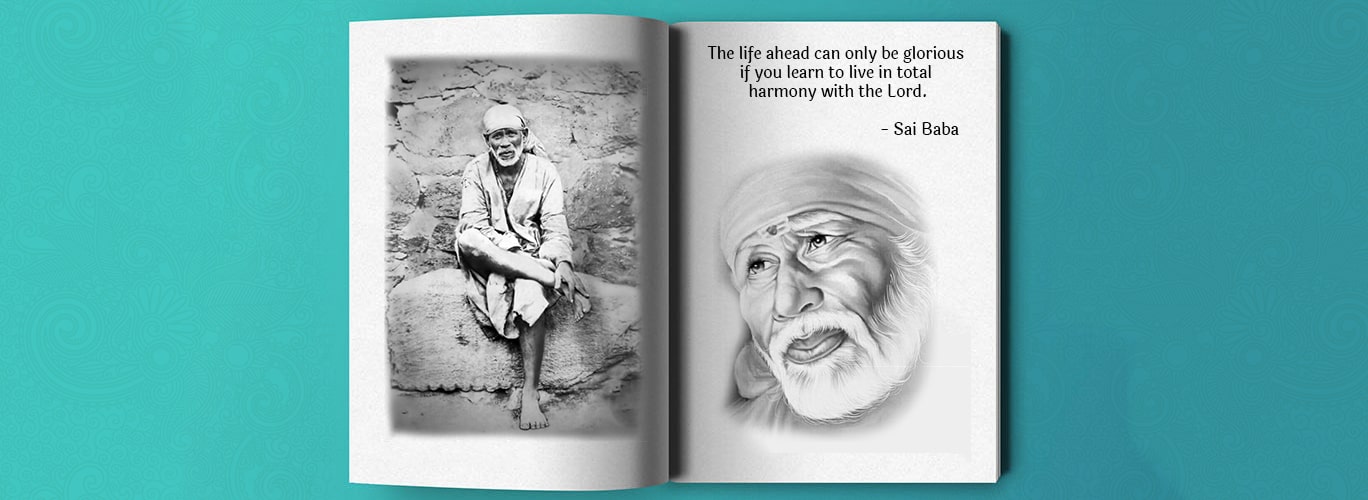 The life ahead can only be glorious
if you learn to live in total
harmony with the Lord.
- Sai Baba